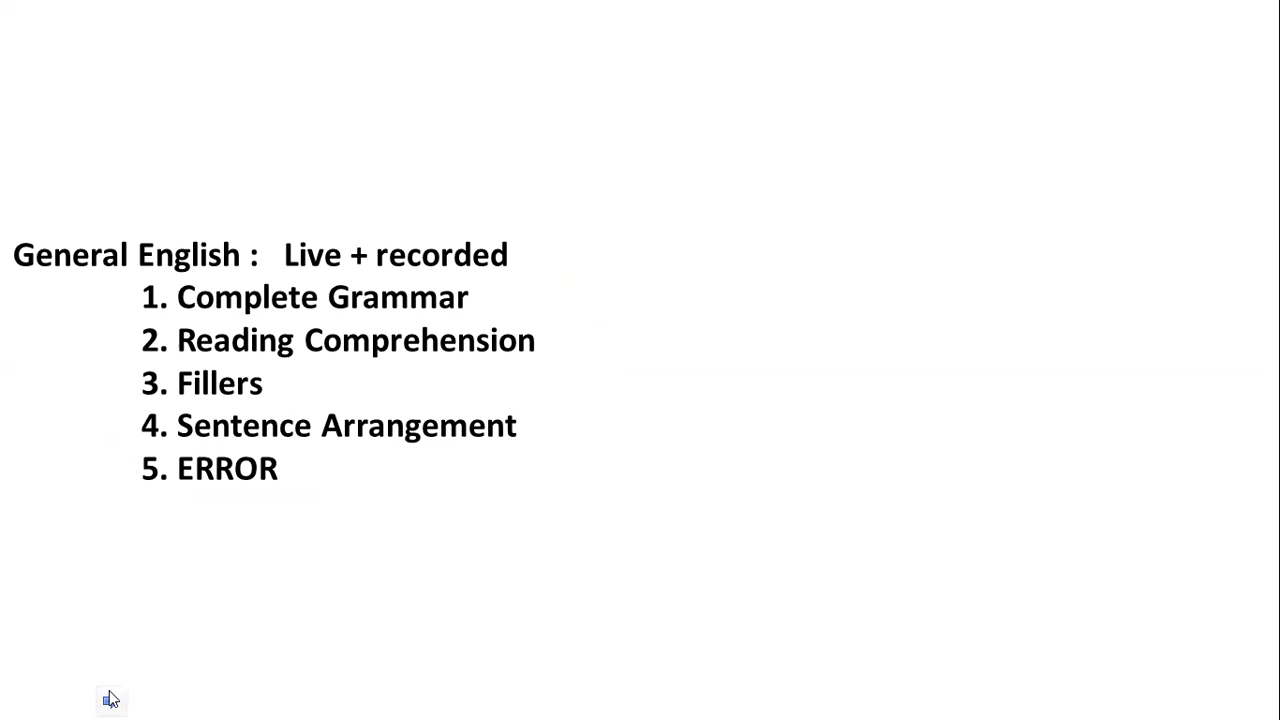 General English :   Live + recorded
1. Complete Grammar
2. Reading Comprehension
3. Fillers
4. Sentence Arrangement
5. ERROR